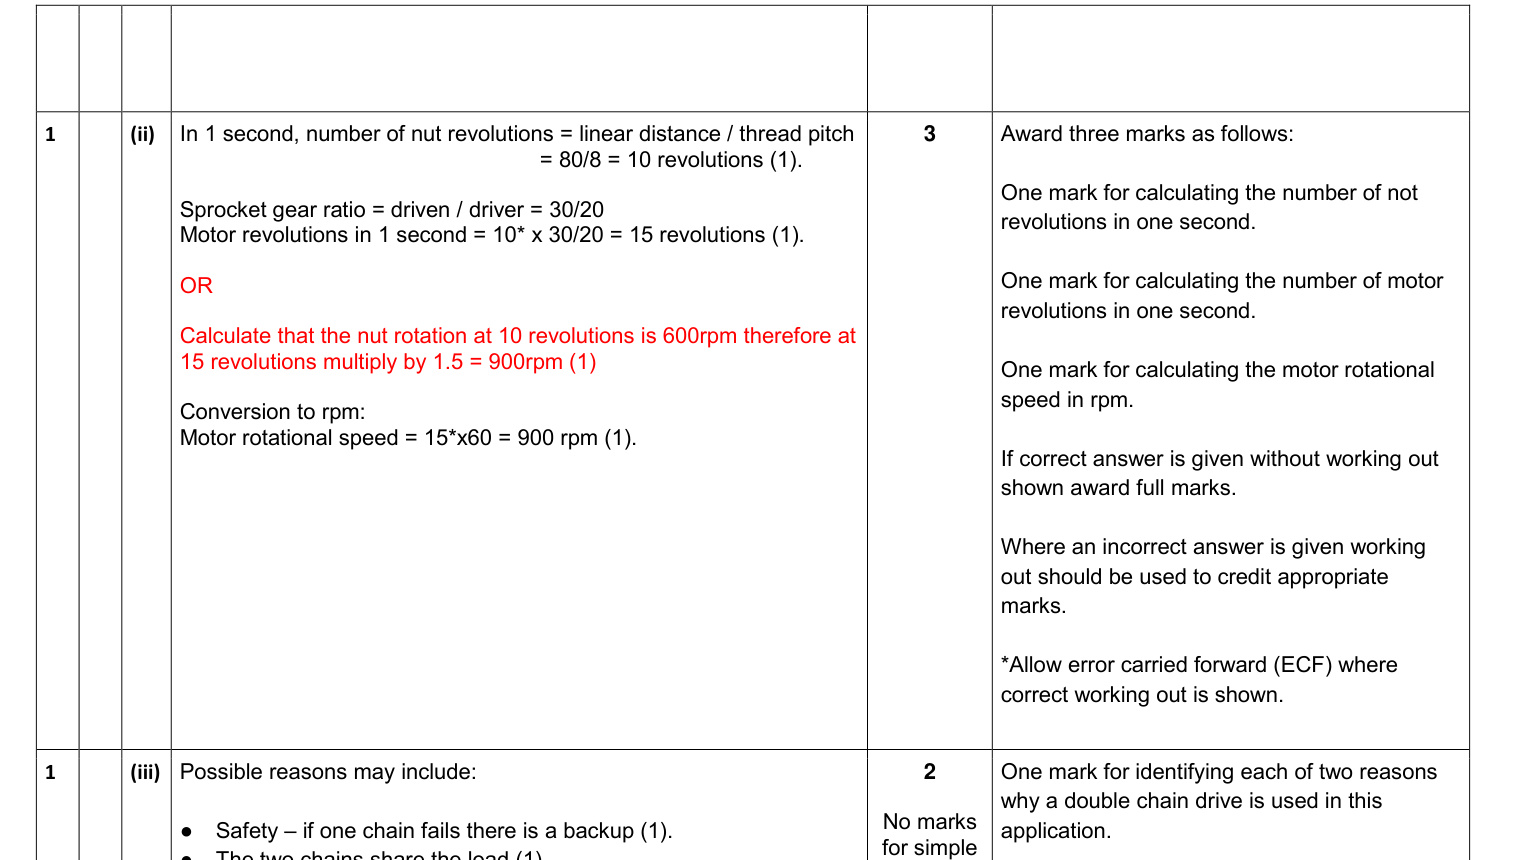 1
(ii)
In 1 second, number of nut revolutions = linear distance / thread pitch
= 80/8 = 10 revolutions (1).
Sprocket gear ratio = driven / driver = 30/20
Motor revolutions in 1 second = 10* x 30/20 = 15 revolutions (1).
OR
Calculate that the nut rotation at 10 revolutions is 600rpm therefore at
15 revolutions multiply by 1.5 = 900rpm (1)
Conversion to rpm:
Motor rotational speed = 15*x60 = 900 rpm (1).
3
Award three marks as follows:
One mark for calculating the number of not
revolutions in one second.
One mark for calculating the number of motor
revolutions in one second.
One mark for calculating the motor rotational
speed in rpm.
If correct answer is given without working out
shown award full marks.
Where an incorrect answer is given working
out should be used to credit appropriate
marks.
*Allow error carried forward (ECF) where
correct working out is shown.
1
(iii)
Possible reasons may include:
● Safety – if one chain fails there is a backup (1).
● The two chains share the load (1)
2
No marks
for simple
One mark for identifying each of two reasons
why a double chain drive is used in this
application.